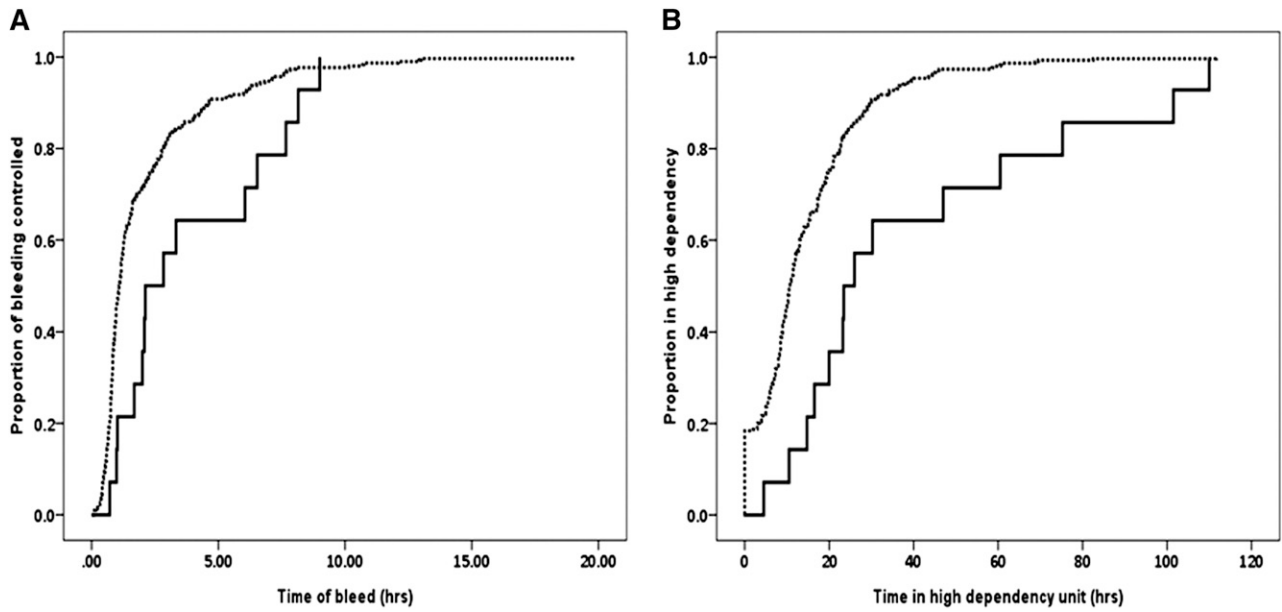 A
Proportion of bleeding controlled
1.0
0.8
0.6
0.4
0.2
0.0
.00 5.00 10.00 15.00 20.00
Time of bleed (hrs)
B
Proportion in high dependency
1.0
0.8
0.6
0.4
0.2
0.0
0 20 40 60 80 100 120
Time in high dependency unit (hrs)